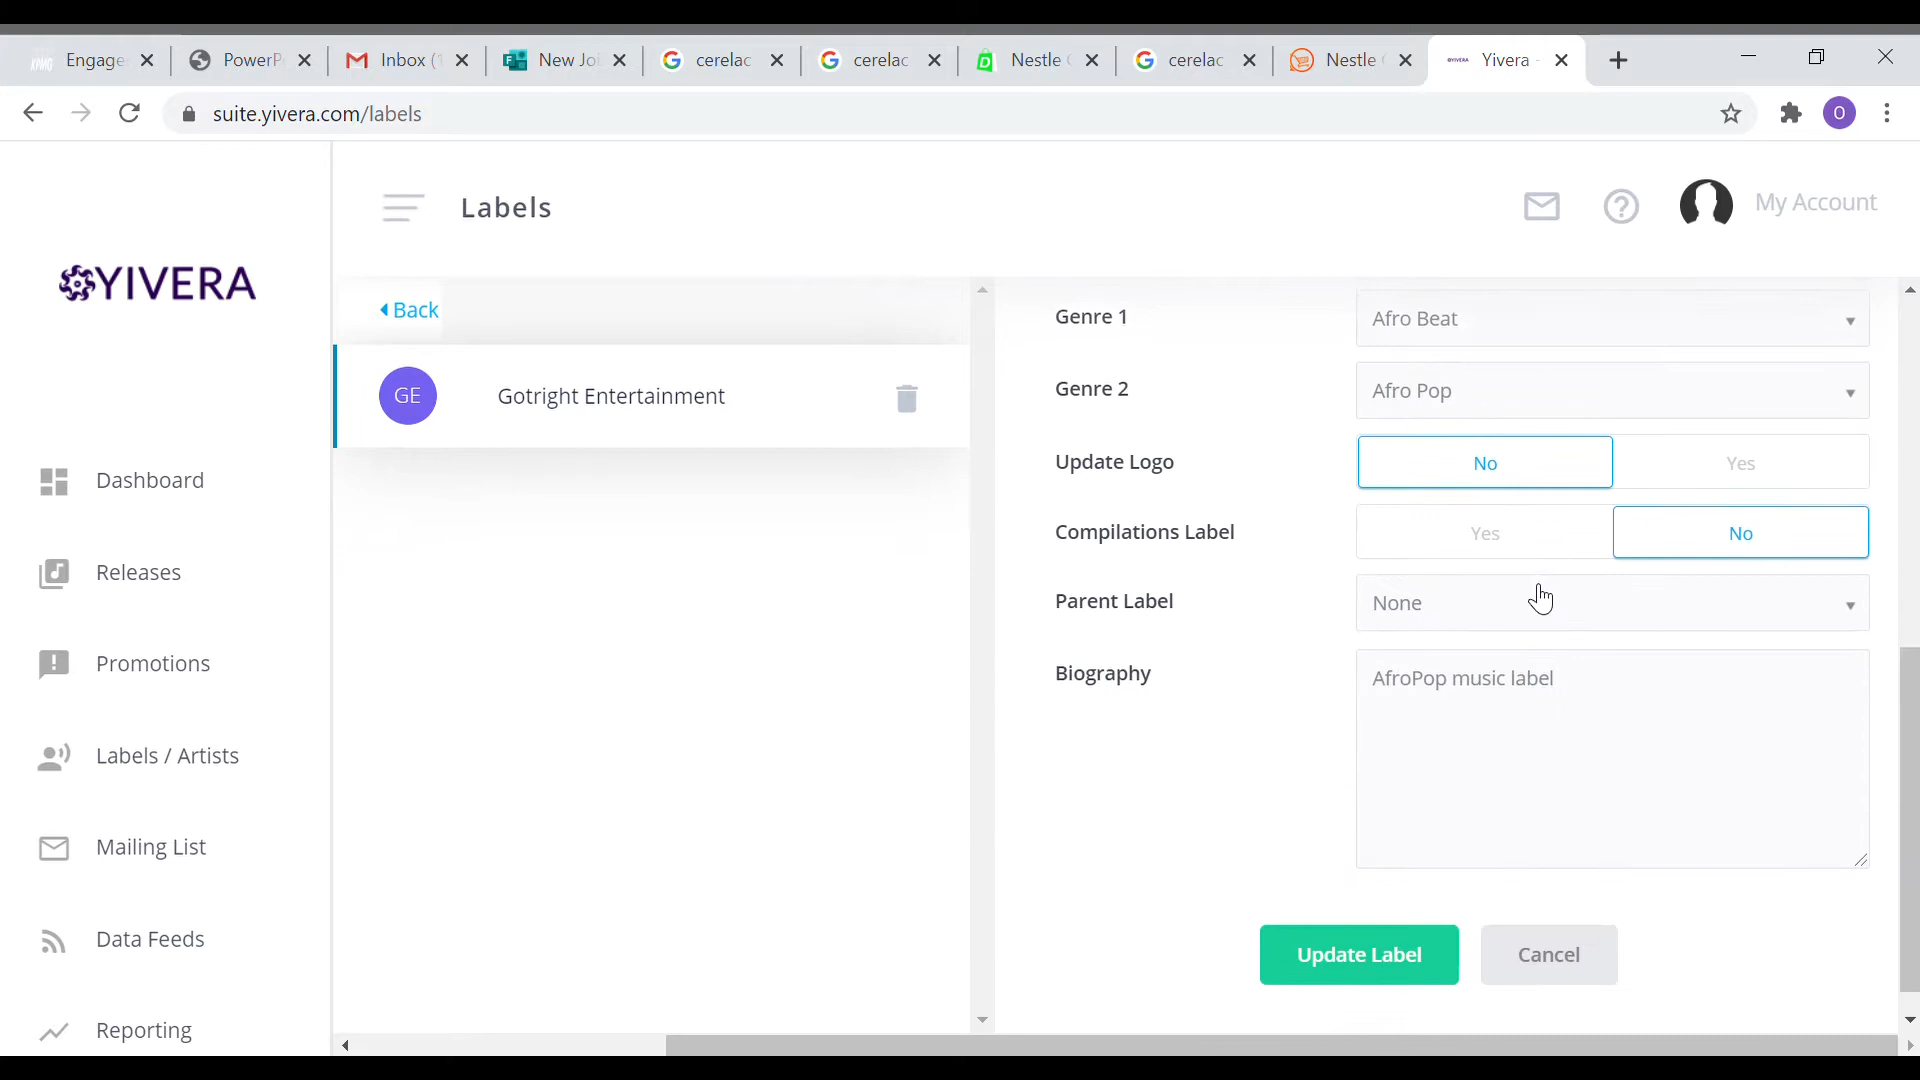 Engage
PowerP
Inbox (
New Joi
cerelac
cerelac
Nestle
cerelac
Nestle
Yivera
suite.yivera.com/labels
O
Labels
My Account
YIVERA
Back
GE
Gotright Entertainment
Dashboard
Releases
Promotions
Labels / Artists
Mailing List
Data Feeds
Reporting
Genre 1
Afro Beat
Genre 2
Afro Pop
Update Logo
No
Yes
Compilations Label
Yes
No
Parent Label
None
Biography
AfroPop music label
Update Label
Cancel